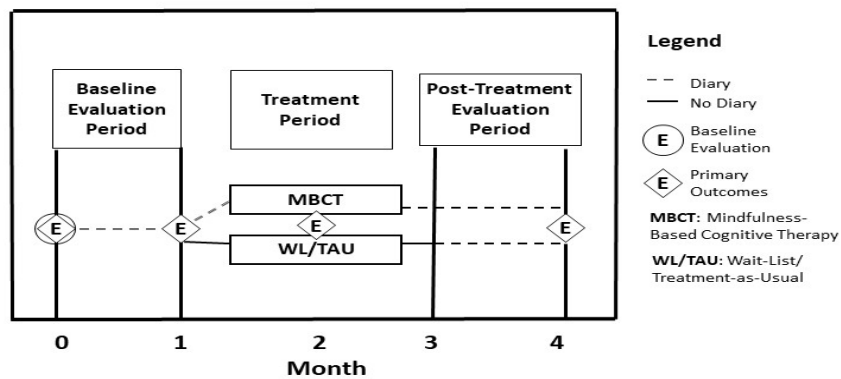 Baseline
Evaluation
Period
Treatment
Period
Post-Treatment
Evaluation
Period
MBCT
E
E
E
E
WL/TAU
0
1
2
3
4
Month
Legend
Diary
No Diary
E
Baseline
Evaluation
E
Primary
Outcomes
MBCT: Mindfulness-
Based Cognitive Therapy
WL/TAU: Wait-List/
Treatment-as-Usual